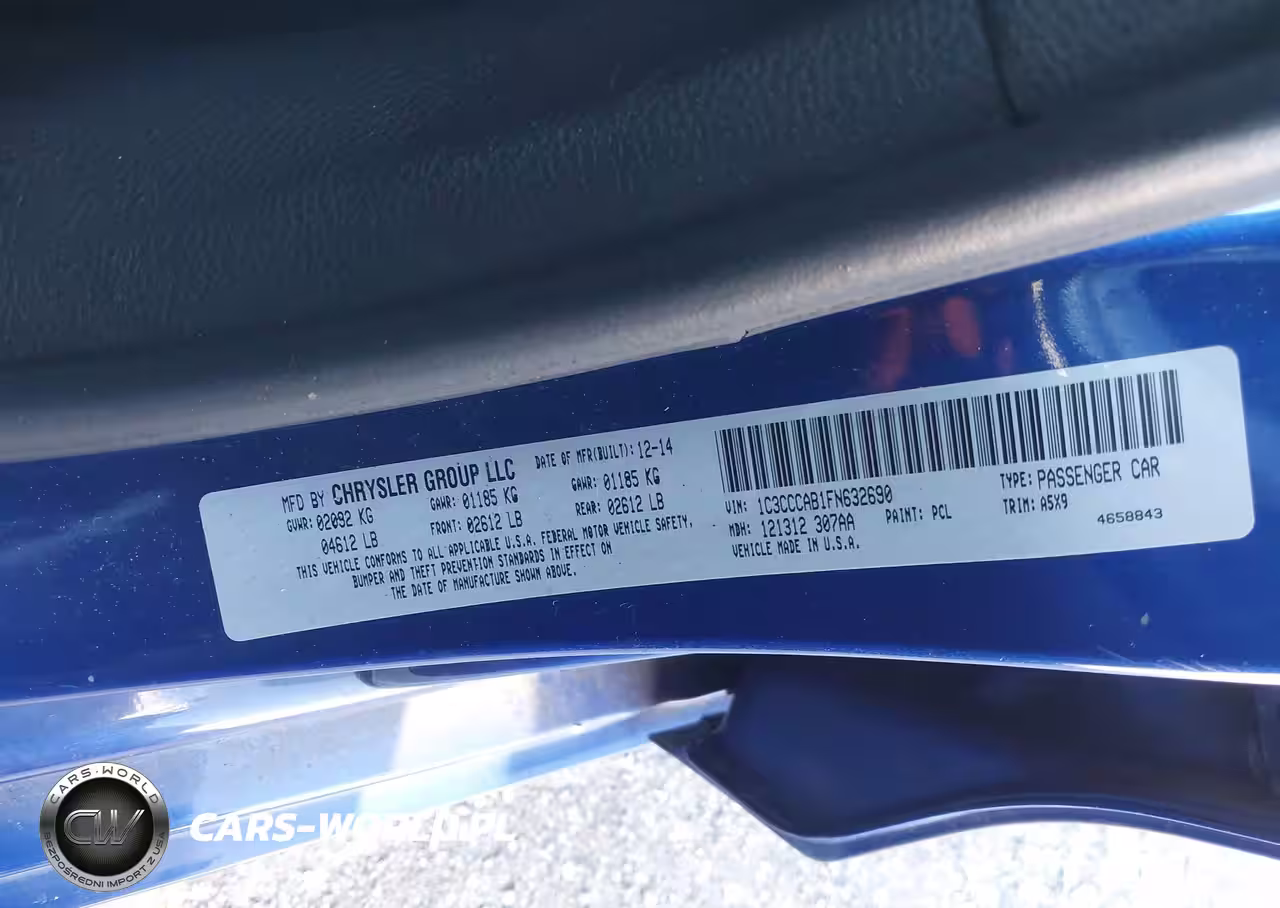 MFD BY CHRYSLER GROUP LLC
DATE OF MFR(BUILT): 12-14
GVWR: 02092 KG
GAWR: 01185 KG
GAWR: 01185 KG
04612 LB
FRONT: 02612 LB
REAR: 02612 LB
THIS VEHICLE CONFORMS TO ALL APPLICABLE U.S.A. FEDERAL MOTOR VEHICLE SAFETY,
BUMPER AND THEFT PREVENTION STANDARDS IN EFFECT ON
THE DATE OF MANUFACTURE SHOWN ABOVE.
VIN: 1C3CCCAB1FN632690
TYPE: PASSENGER CAR
MDH: 121312 307AA
PAINT: PCL
TRIM: A5X9
VEHICLE MADE IN U.S.A.
4658843
CARS-WORLD
CW
BEZPOŚREDNI IMPORT Z USA
CARS-WORLD.PL